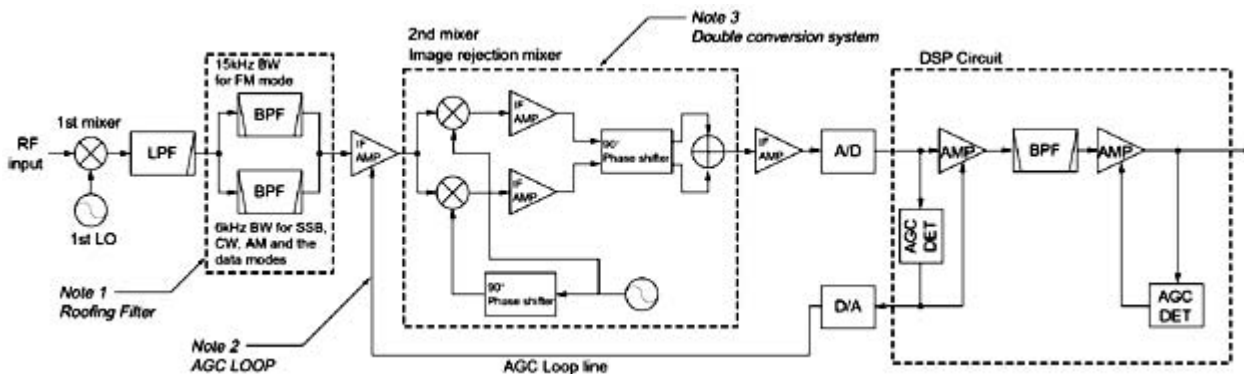 Note 3
Double conversion system
2nd mixer
Image rejection mixer
DSP Circuit
15kHz BW
for FM mode
BPF
1st mixer
RF
input
LPF
BPF
1st LO
6kHz BW for SSB,
CW, AM and the
data modes
IF
AMP
IF
AMP
IF
AMP
90°
Phase shifter
90°
Phase shifter
IF
AMP
A/D
AMP
BPF
AMP
AGC
DET
AGC
DET
D/A
Note 1
Roofing Filter
Note 2
AGC LOOP
AGC Loop line